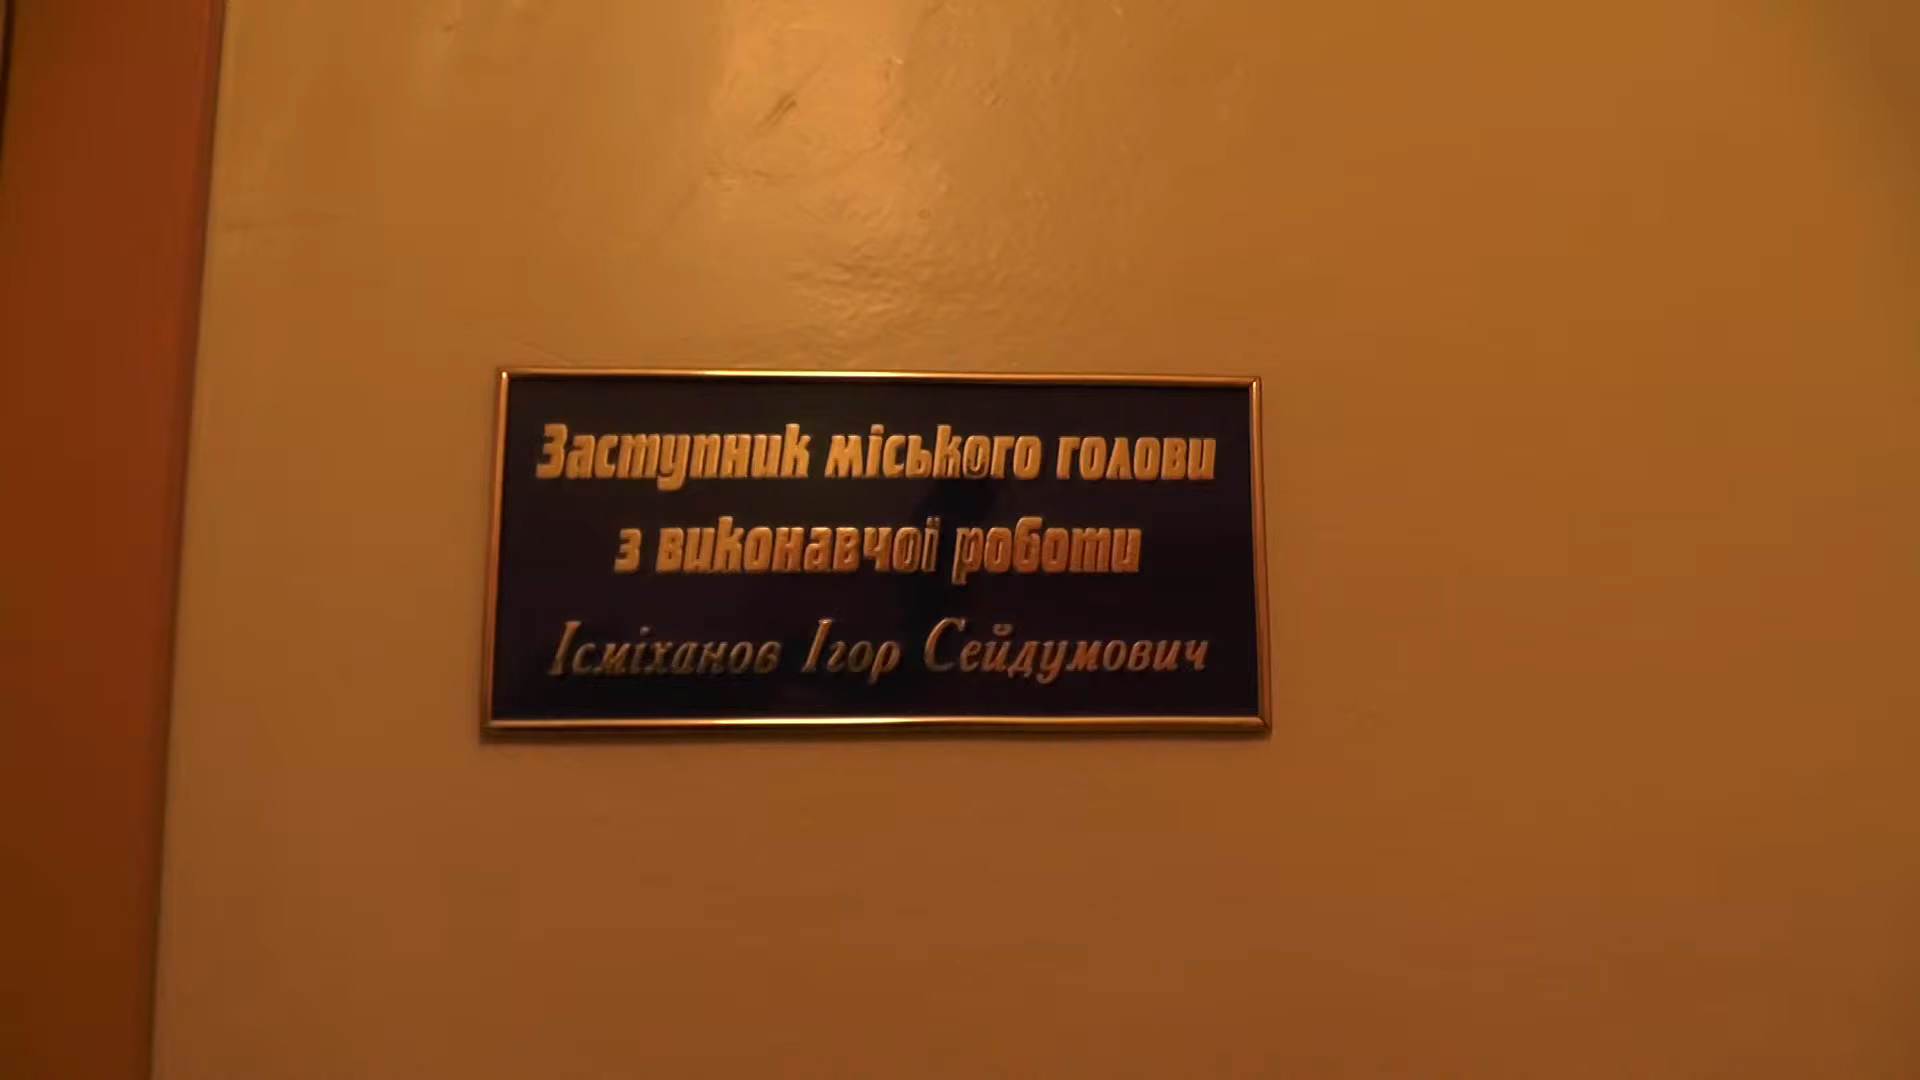 Заступник міського голови
з виконавчої роботи
Ісміханов Ігор Сейдумович